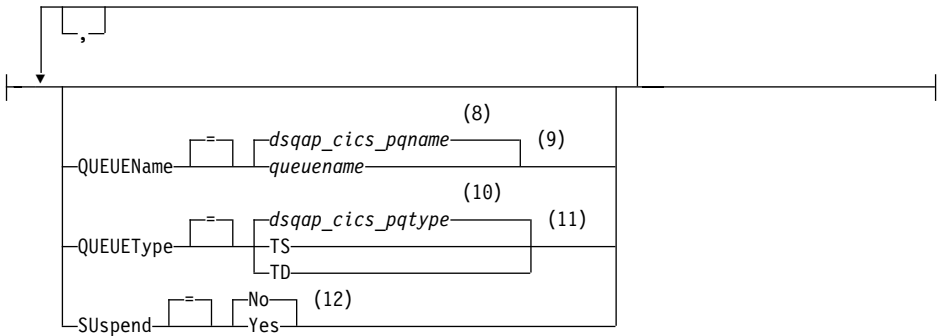 ,
(8)
= dsqap_cics_pqname (9)
QUEUEName queuename
(10)
= dsqap_cics_pqtype (11)
QUEUEType TS
TD
= No (12)
SUspend Yes